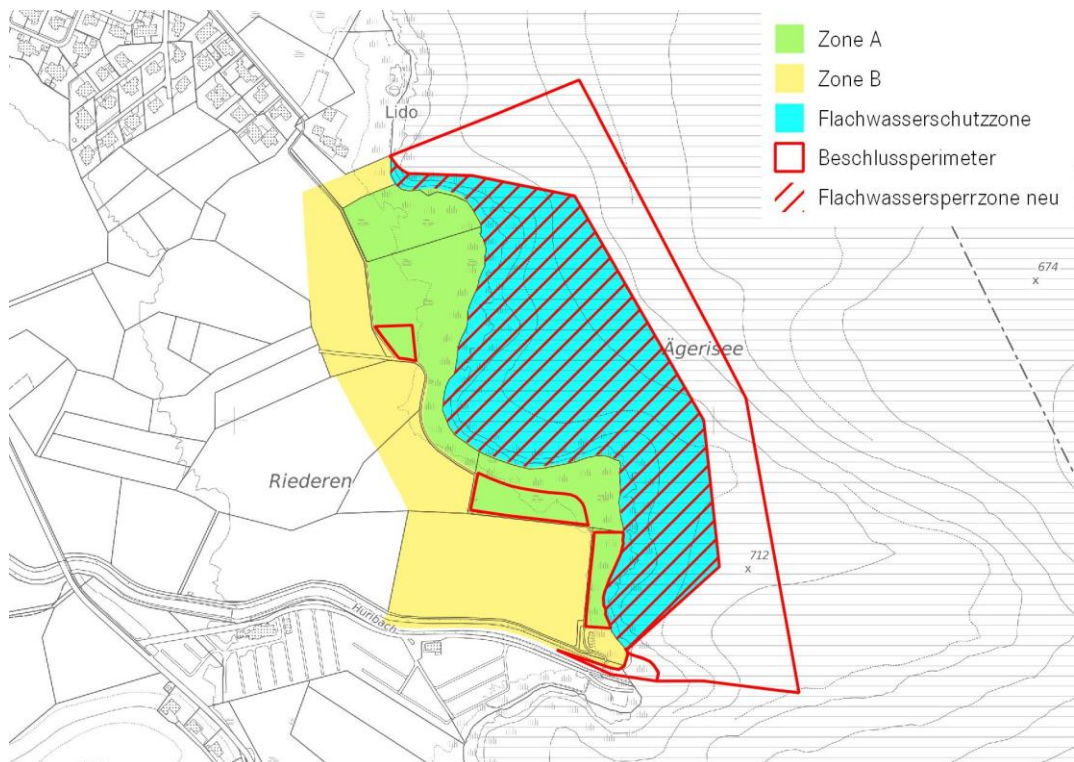 Zone A
Zone B
Flachwasserschutzzone
Beschlussperimeter
Flachwassersperrzone neu
Lido
674
Ägerisee
Riederen
712
Hüribach